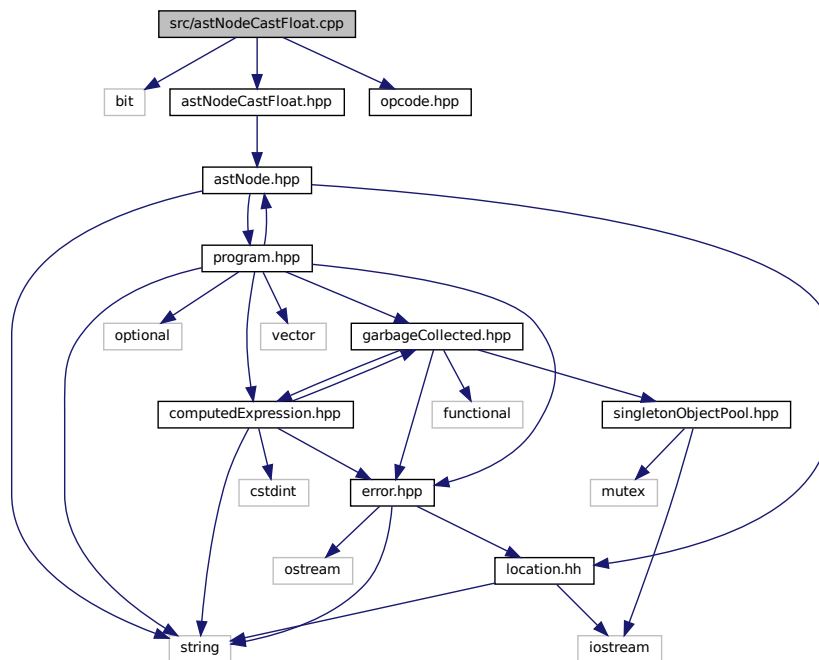 src/astNodeCastFloat.cpp
bit
astNodeCastFloat.hpp
opcode.hpp
astNode.hpp
program.hpp
optional
vector
garbageCollected.hpp
computedExpression.hpp
functional
singletonObjectPool.hpp
cstdint
error.hpp
mutex
ostream
location.hh
string
iostream